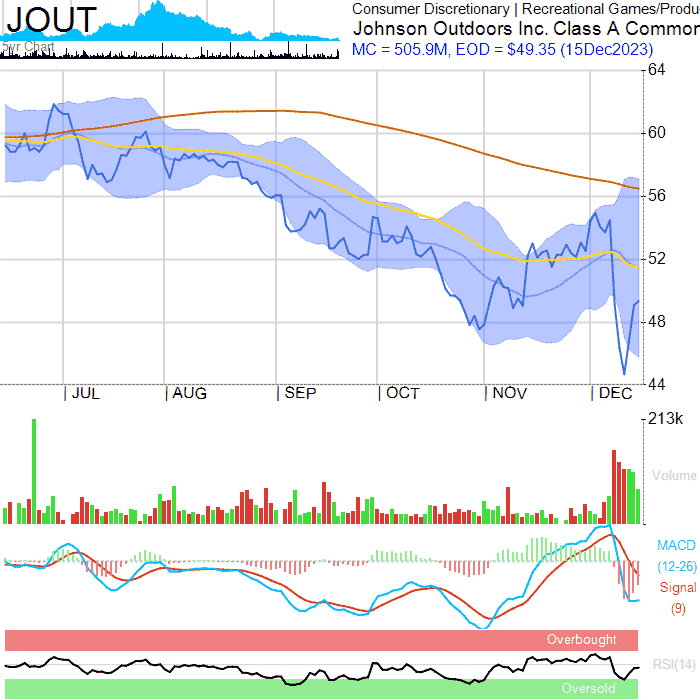 JOUT
5yr Chart
Consumer Discretionary | Recreational Games/Produ
Johnson Outdoors Inc. Class A Common
MC = 505.9M, EOD = $49.35 (15Dec2023)
64
60
56
52
48
44
JUL AUG SEP OCT NOV DEC
213k
Volume
MACD
(12-26)
Signal
(9)
Overbought
RSI(14)
Oversold